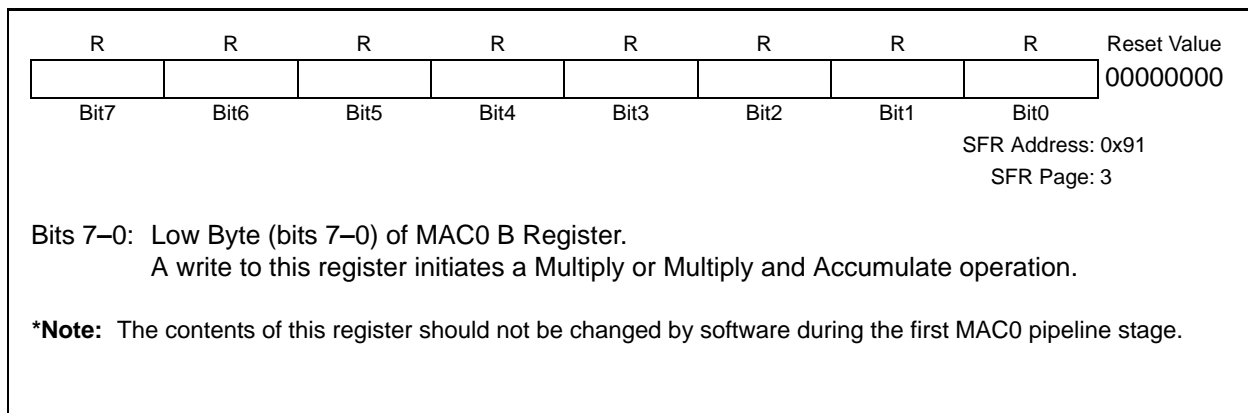 R R R R R R R R Reset Value
00000000
Bit7 Bit6 Bit5 Bit4 Bit3 Bit2 Bit1 Bit0
SFR Address: 0x91
SFR Page: 3
Bits 7–0: Low Byte (bits 7–0) of MAC0 B Register.
A write to this register initiates a Multiply or Multiply and Accumulate operation.
*Note: The contents of this register should not be changed by software during the first MAC0 pipeline stage.